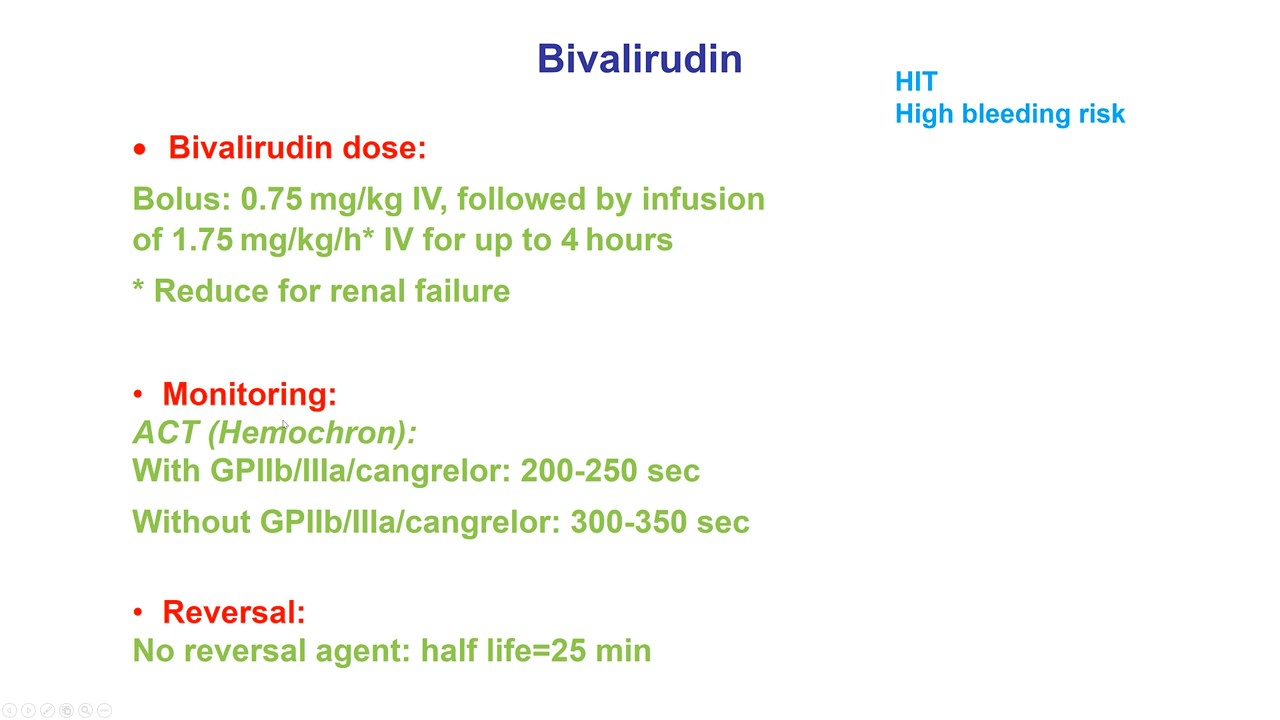 Bivalirudin
HIT
High bleeding risk
• Bivalirudin dose:
Bolus: 0.75 mg/kg IV, followed by infusion
of 1.75 mg/kg/h* IV for up to 4 hours
* Reduce for renal failure
• Monitoring:
ACT (Hemochron):
With GPIIb/IIIa/cangrelor: 200-250 sec
Without GPIIb/IIIa/cangrelor: 300-350 sec
• Reversal:
No reversal agent: half life=25 min